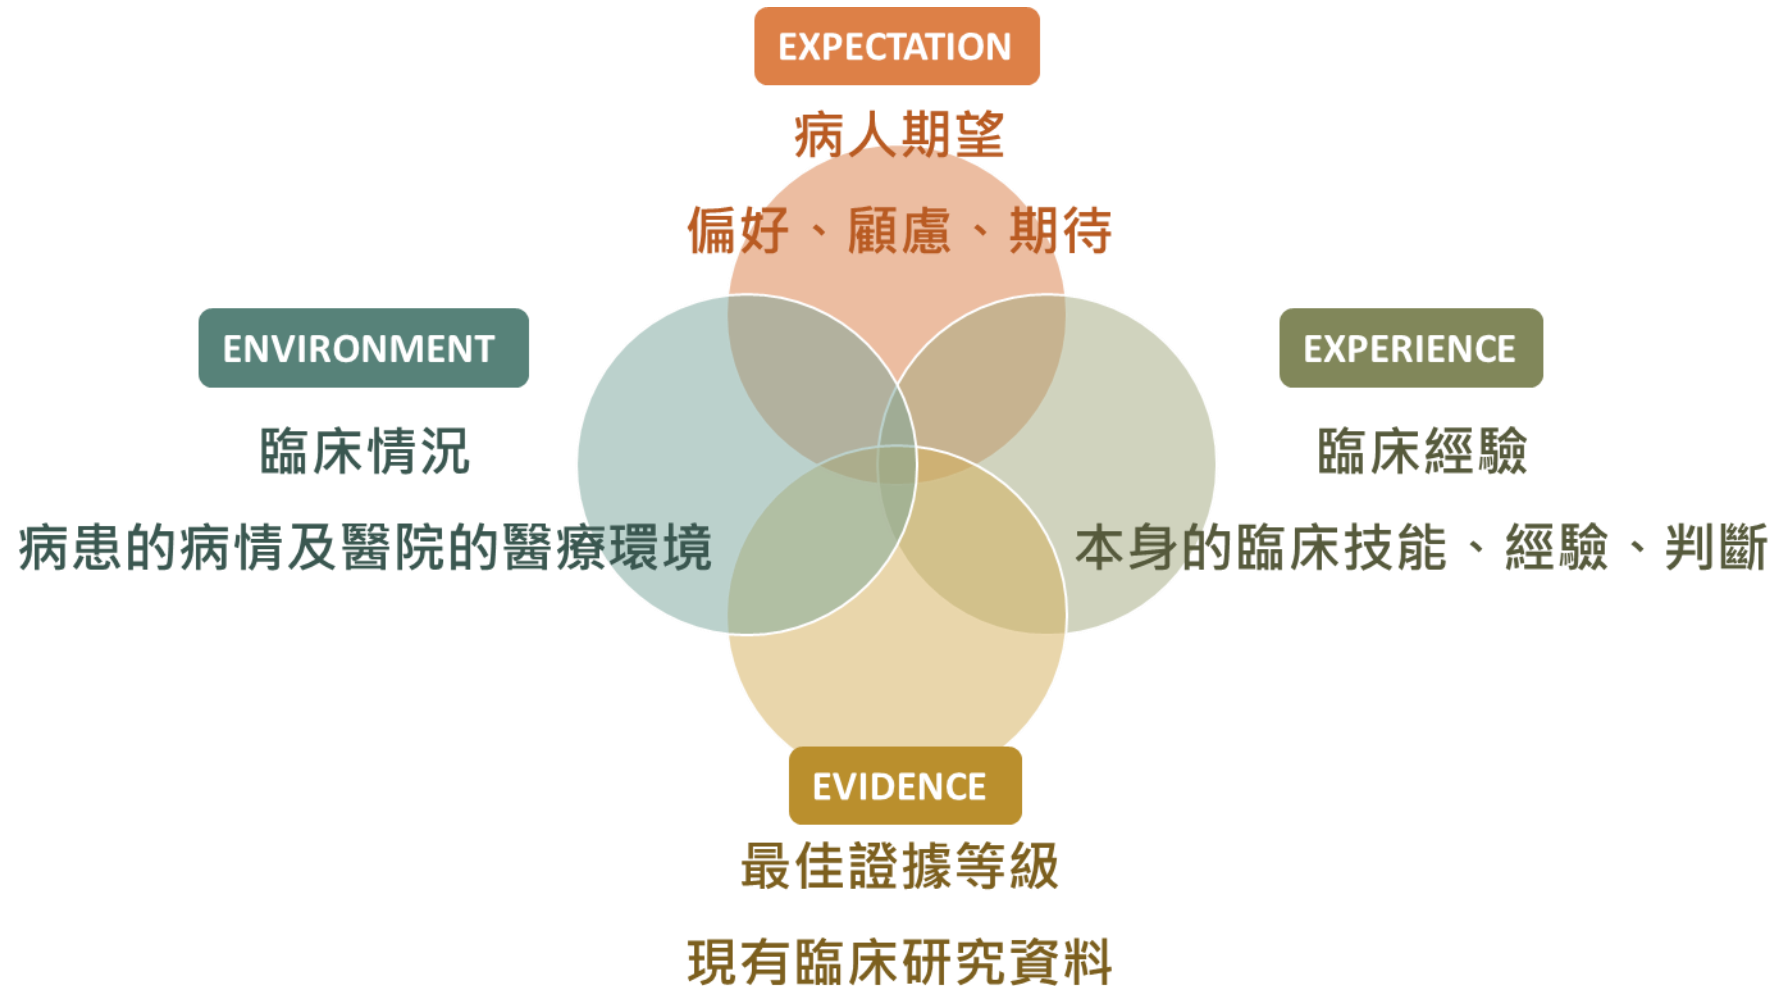 EXPECTATION
病人期望
偏好、顧慮、期待
ENVIRONMENT
臨床情況
病患的病情及醫院的醫療環境
EXPERIENCE
臨床經驗
本身的臨床技能、經驗、判斷
EVIDENCE
最佳證據等級
現有臨床研究資料